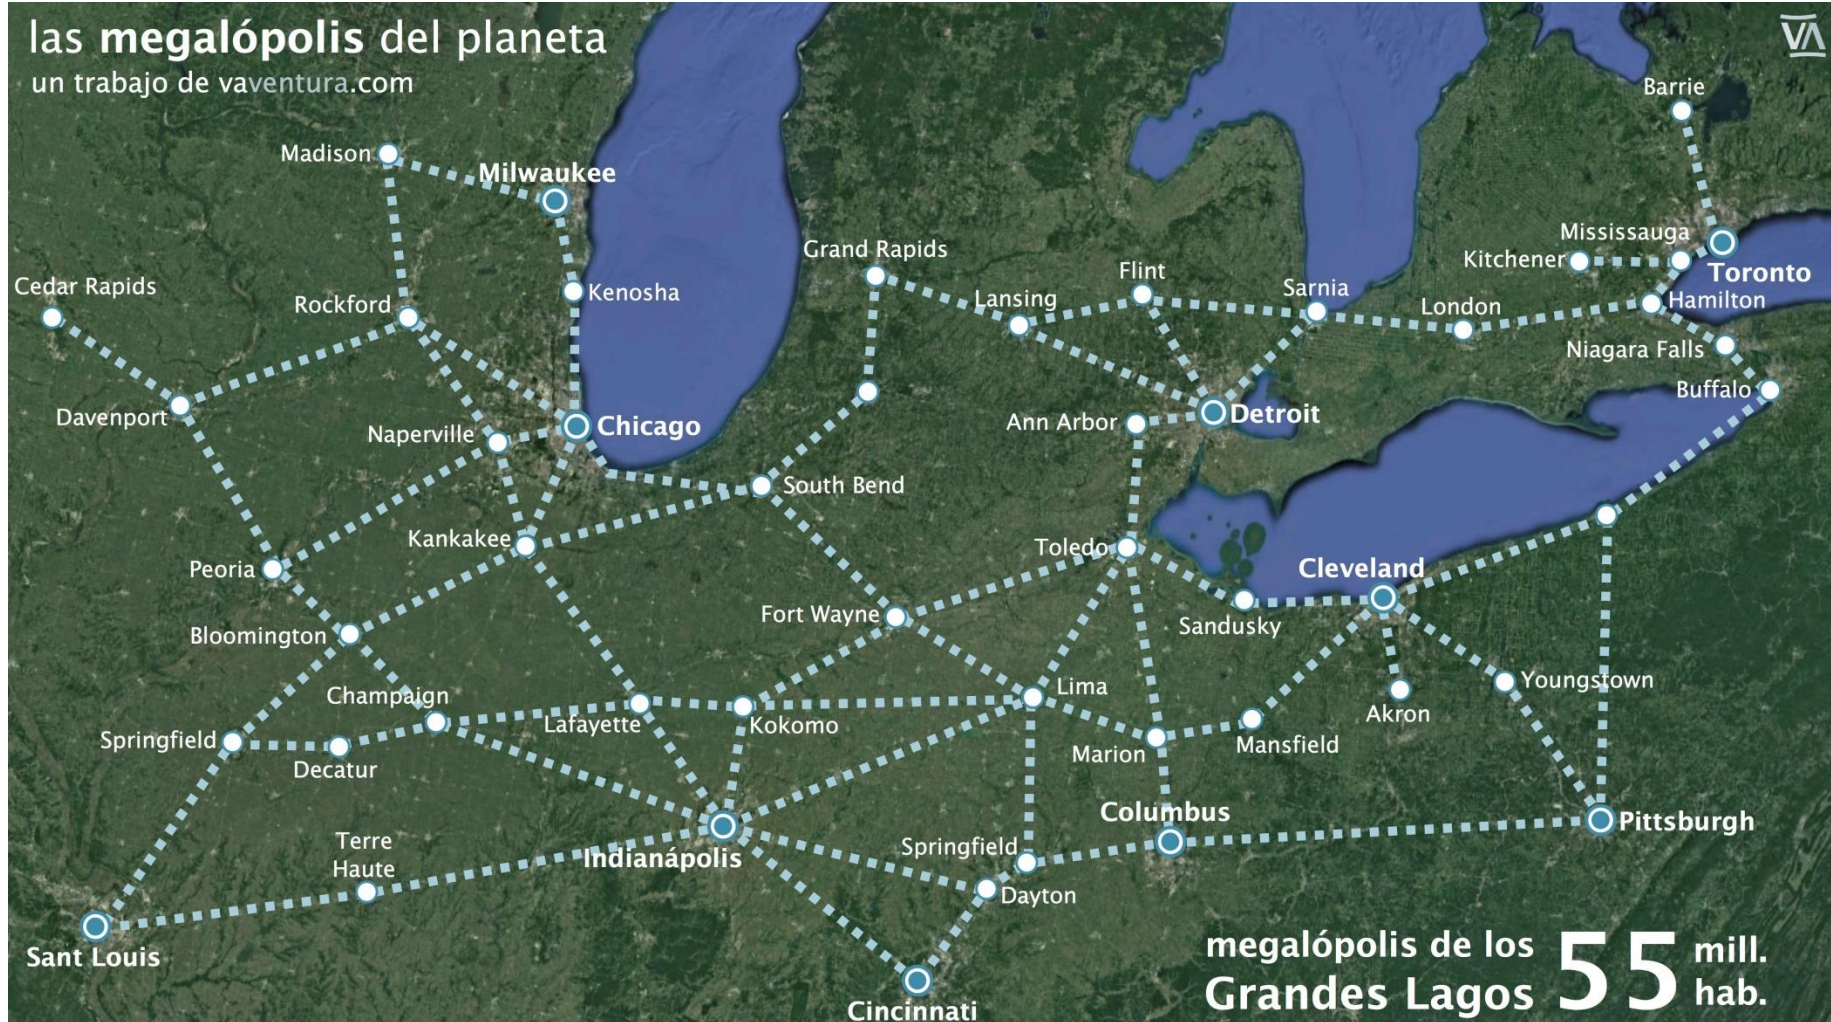 las megalópolis del planeta
un trabajo de vaventura.com
VA
Barrie
Madison
Milwaukee
Mississauga
Grand Rapids
Kitchener
Toronto
Flint
Cedar Rapids
Kenosha
Sarnia
Lansing
Hamilton
Rockford
London
Niagara Falls
Buffalo
Davenport
Naperville
Chicago
Ann Arbor
Detroit
South Bend
Kankakee
Toledo
Peoria
Cleveland
Fort Wayne
Sandusky
Bloomington
Champaign
Lima
Youngstown
Lafayette
Kokomo
Akron
Springfield
Decatur
Marion
Mansfield
Columbus
Pittsburgh
Terre
Haute
Indianápolis
Springfield
Dayton
Sant Louis
Cincinnati
megalópolis de los
Grandes Lagos
55
mill.
hab.